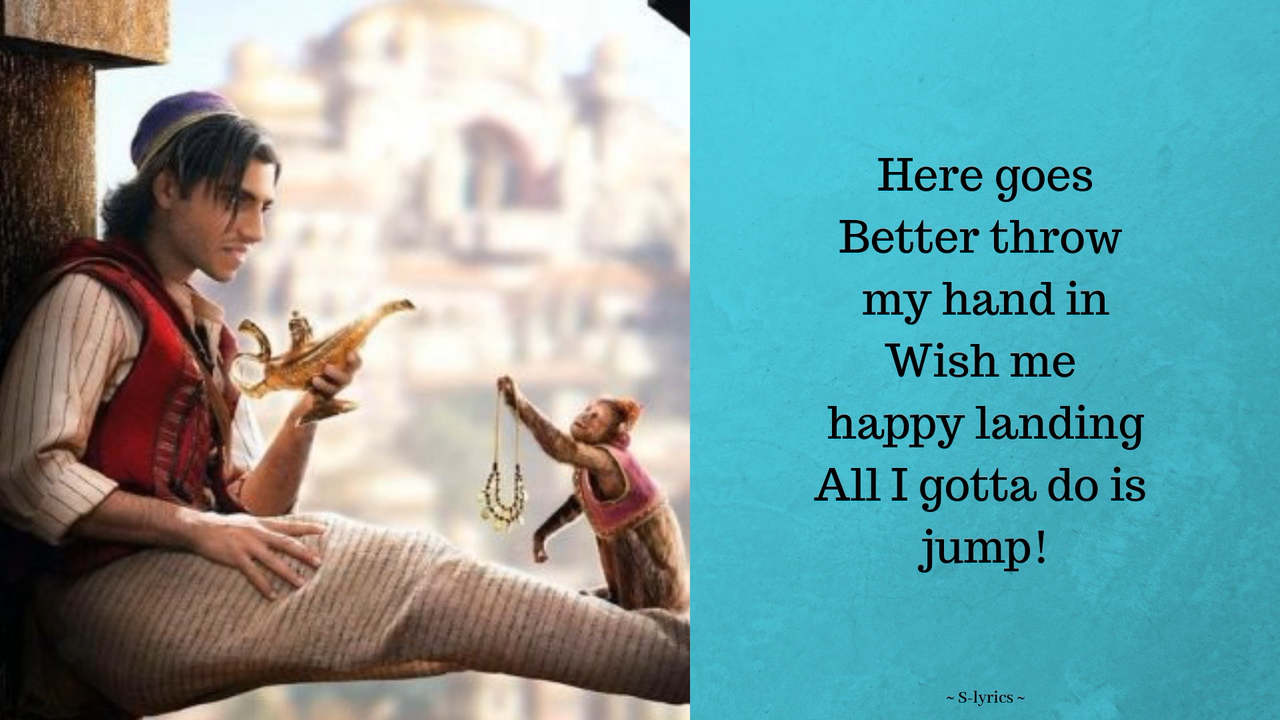 Here goes
Better throw
my hand in
Wish me
happy landing
All I gotta do is
jump!
~ S-lyrics ~